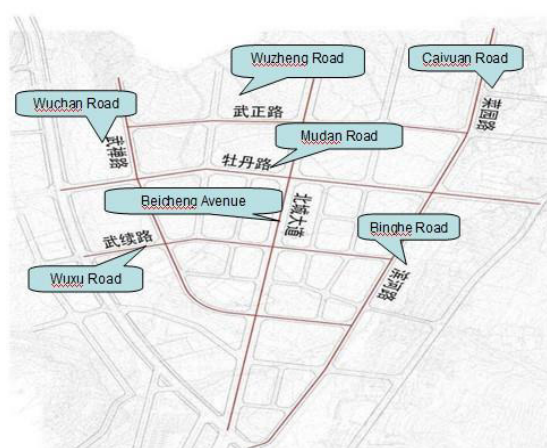 Wuzheng Road
Caiyuan Road
Wuchan Road
武正路
菜园路
武禅路
Mudan Road
牡丹路
Beicheng Avenue
北城大道
Binghe Road
武续路
Wuxu Road
滨河路